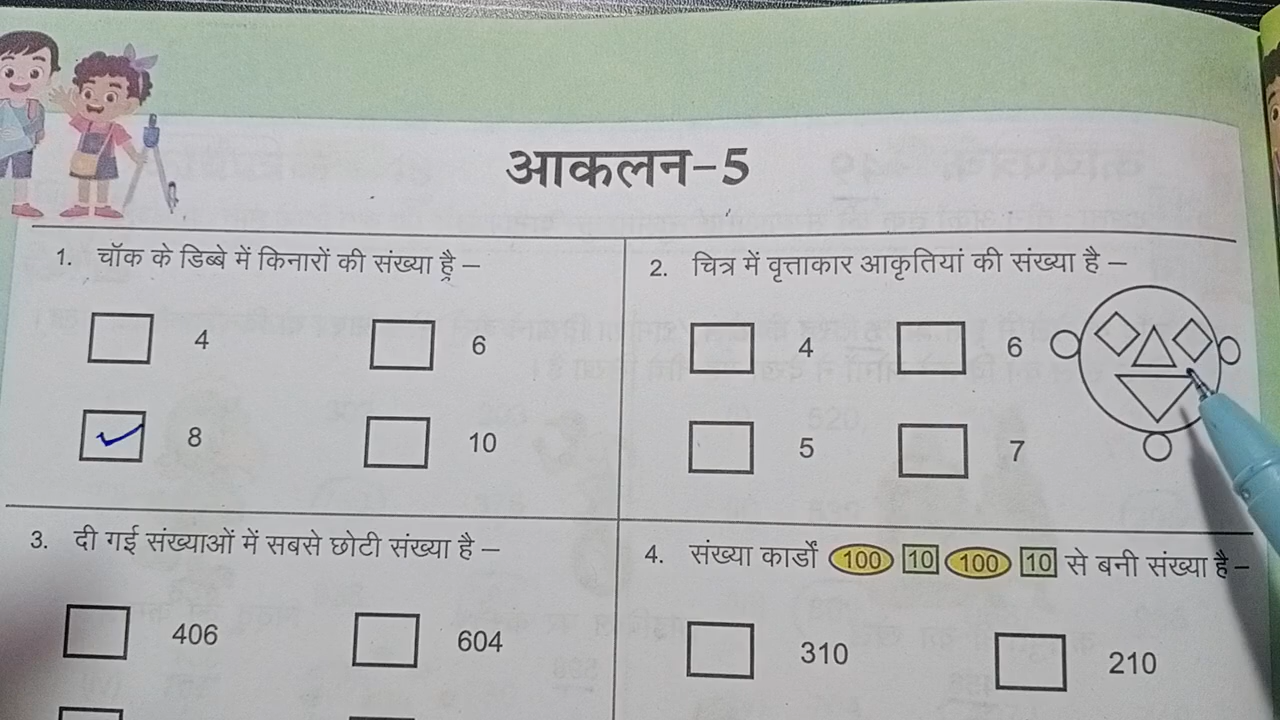 आकलन-5
1. चॉक के डिब्बे में किनारों की संख्या है –
4
6
8
10
2. चित्र में वृत्ताकार आकृतियां की संख्या है –
4
6
5
7
3. दी गई संख्याओं में सबसे छोटी संख्या है –
406
604
4. संख्या कार्डों 100 10 100 10 से बनी संख्या है –
310
210